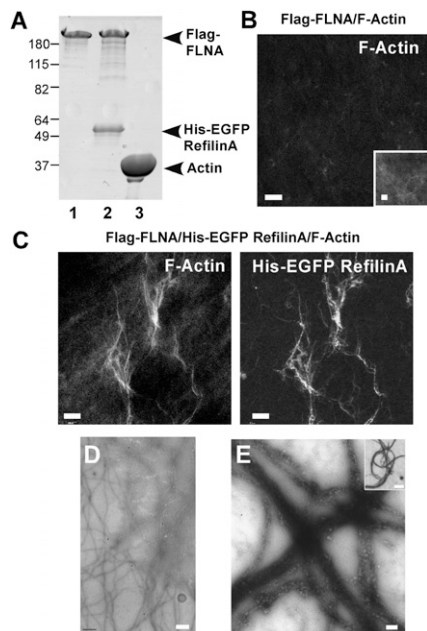 A
180
115
82
64
49
37
Flag-
FLNA
His-EGFP
RefilinA
Actin
1 2 3
B
Flag-FLNA/F-Actin
F-Actin
C
Flag-FLNA/His-EGFP RefilinA/F-Actin
F-Actin
His-EGFP RefilinA
D
E